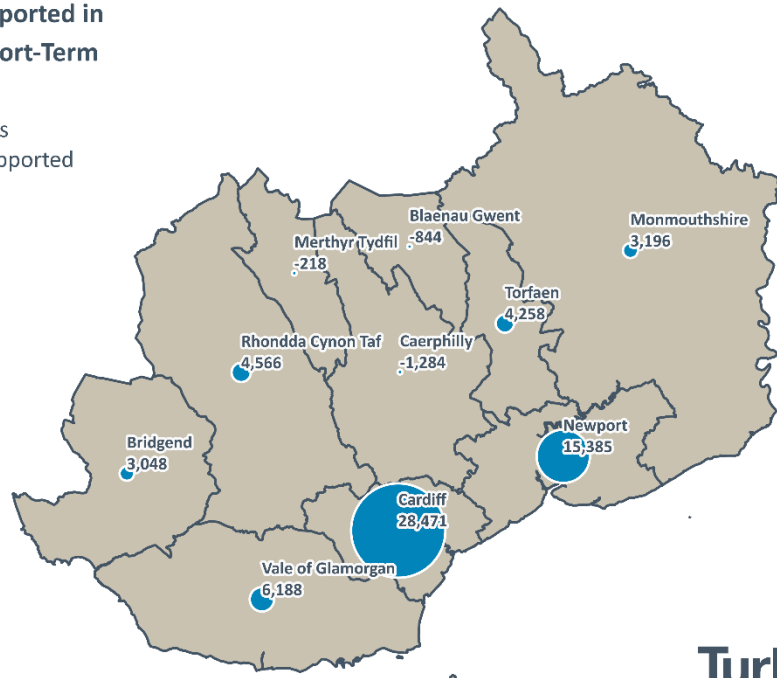 ported in
ort-Term
s
pported
Blaenau Gwent
-844
Monmouthshire
3,196
Merthyr Tydfil
-218
Torfaen
4,258
Rhondda Cynon Taf
4,566
Caerphilly
-1,284
Newport
15,385
Bridgend
3,048
Cardiff
28,471
Vale of Glamorgan
6,188
Turl